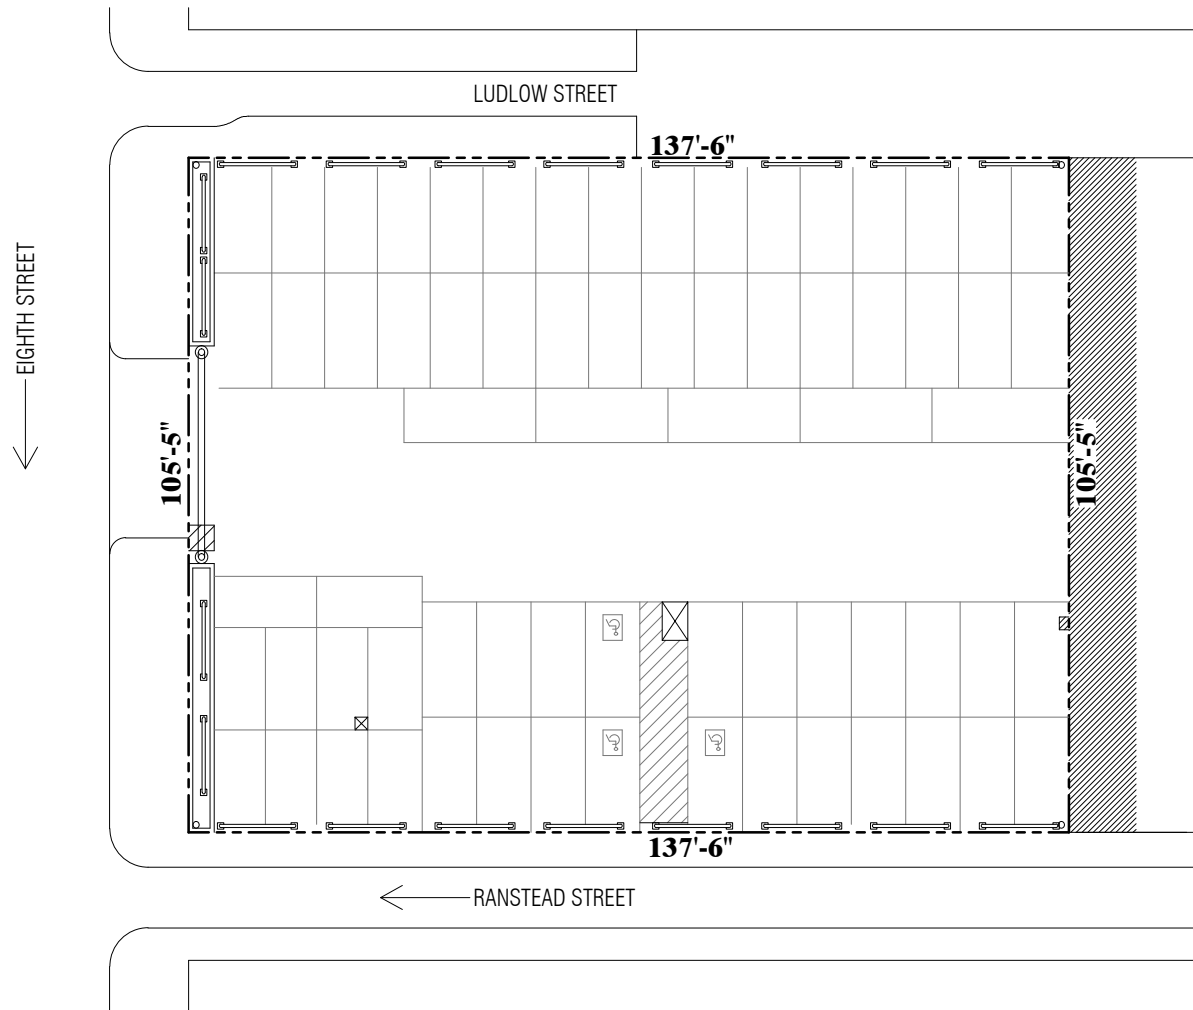 LUDLOW STREET
137'-6"
EIGHTH STREET
105'-5"
105'-5"
137'-6"
RANSTEAD STREET